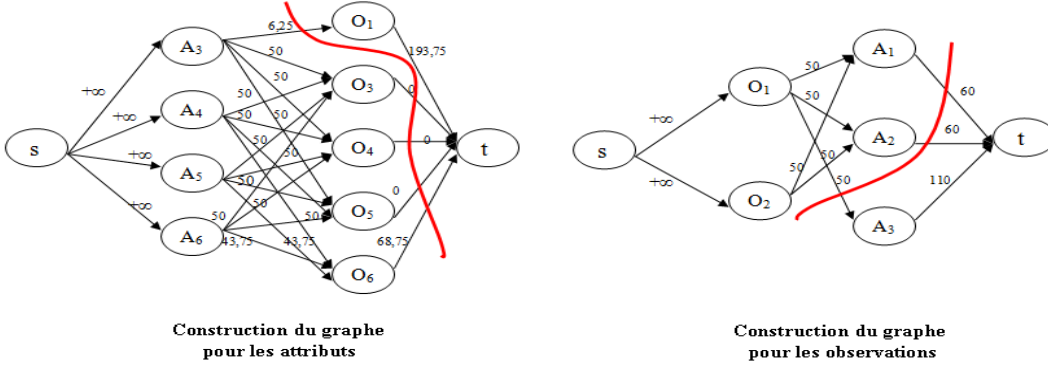 O1
6,25
193,75
A3
50
50
O3
0
+∞
50
50
A4
+∞
50
50
50
O4
0
s
t
+∞
50
A5
50
50
0
+∞
50
50
O5
A6
43,75
43,75
68,75
O6
Construction du graphe
pour les attributs
A1
50
60
O1
50
+∞
A2
60
s
t
50
50
+∞
50
110
O2
A3
Construction du graphe
pour les observations